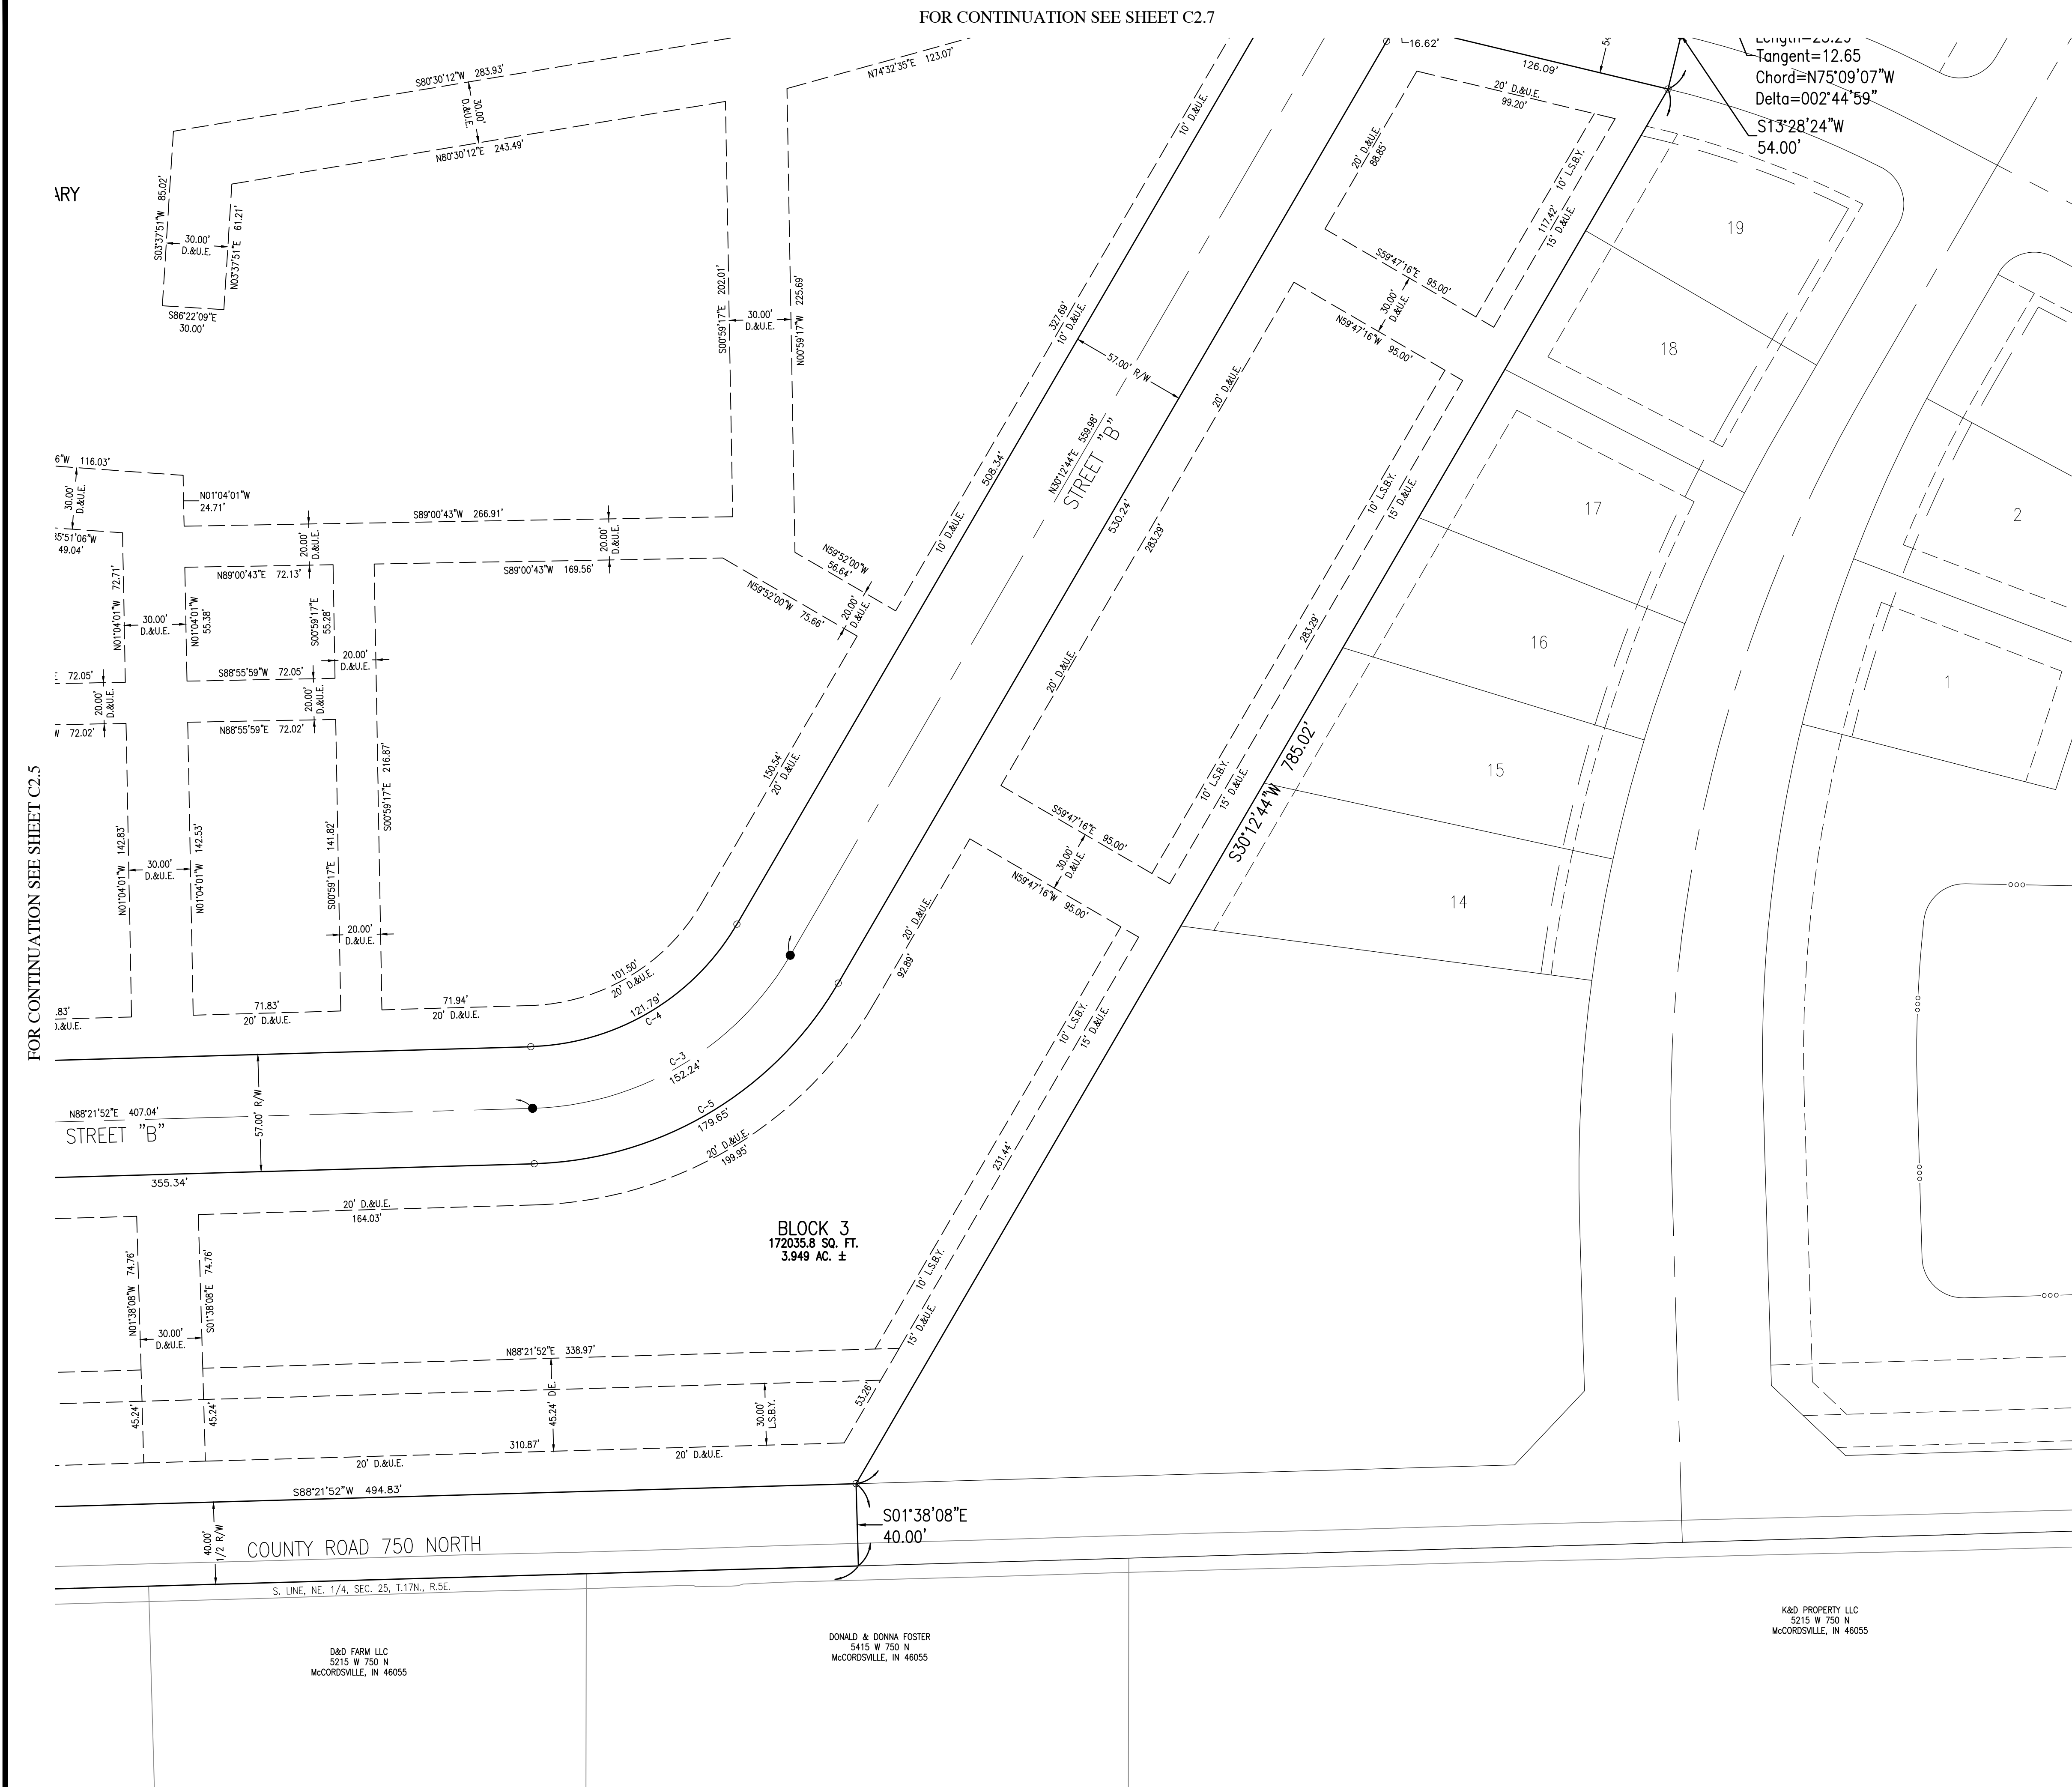 FOR CONTINUATION SEE SHEET C2.7
S80°30'12"W 283.93'
30.00'
D.&U.E.
N80°30'12"E 243.49'
N74°32'35"E 123.07'
16.62'
126.09'
Tangent=12.65
Chord=N75°09'07"W
Delta=002°44'59"
S13°28'24"W
54.00'
20' D.&U.E.
99.20'
20' D.&U.E.
88.85'
10' L.S.B.Y.
117.42'
15' D.&U.E.
10' D.&U.E.
S03°37'51"W 85.02'
30.00'
D.&U.E.
N03°37'51"E 61.21'
S86°22'09"E
30.00'
S00°59'17"E 202.01'
30.00'
D.&U.E.
N00°59'17"W 225.69'
327.69'
10' D.&U.E.
57.00' R/W
S59°47'16"E 95.00'
30.00'
D.&U.E.
N59°47'16"W 95.00'
19
18
17
16
15
14
2
1
20' D.&U.E.
283.29'
20' D.&U.E.
N30°12'44"E 559.98'
STREET "B"
508.34'
530.24'
10' D.&U.E.
10' L.S.B.Y.
15' D.&U.E.
283.29'
6"W 116.03'
30.00'
D.&U.E.
N01°04'01"W
24.71'
S89°00'43"W 266.91'
35°51'06"W
49.04'
20.00'
D.&U.E.
20.00'
D.&U.E.
N89°00'43"E 72.13'
S89°00'43"W 169.56'
N59°52'00"W
56.64'
20.00'
D.&U.E.
N59°52'00"W 75.66'
N01°04'01"W 72.71'
30.00'
D.&U.E.
N01°04'01"W
55.38'
S00°59'17"E
55.28'
20.00'
D.&U.E.
S88°55'59"W 72.05'
E 72.05'
20.00'
D.&U.E.
20.00'
D.&U.E.
W 72.02'
N88°55'59"E 72.02'
S00°59'17"E 216.87'
150.54'
20' D.&U.E.
FOR CONTINUATION SEE SHEET C2.5
N01°04'01"W 142.83'
30.00'
D.&U.E.
N01°04'01"W 142.53'
S00°59'17"E 141.82'
20.00'
D.&U.E.
10' L.S.B.Y.
15' D.&U.E.
S30°12'44"W 785.02'
S59°47'16"E 95.00'
30.00'
D.&U.E.
N59°47'16"W 95.00'
20' D.&U.E.
92.89'
.83'
D.&U.E.
71.83'
20' D.&U.E.
71.94'
20' D.&U.E.
101.50'
20' D.&U.E.
121.79'
C-4
C-3
152.24'
C-5
179.65'
20' D.&U.E.
199.95'
10' L.S.B.Y.
15' D.&U.E.
231.44'
N88°21'52"E 407.04'
STREET "B"
57.00' R/W
355.34'
20' D.&U.E.
164.03'
BLOCK 3
172035.8 SQ. FT.
3.949 AC. ±
N01°38'08"W 74.76'
S01°38'08"E 74.76'
30.00'
D.&U.E.
10' L.S.B.Y.
15' D.&U.E.
N88°21'52"E 338.97'
45.24' D.E.
30.00'
L.S.B.Y.
53.26'
45.24'
45.24'
310.87'
20' D.&U.E.
20' D.&U.E.
S88°21'52"W 494.83'
40.00'
1/2 R/W
COUNTY ROAD 750 NORTH
S01°38'08"E
40.00'
S. LINE, NE. 1/4, SEC. 25, T.17N., R.5E.
D&D FARM LLC
5215 W 750 N
McCORDSVILLE, IN 46055
DONALD & DONNA FOSTER
5415 W 750 N
McCORDSVILLE, IN 46055
K&D PROPERTY LLC
5215 W 750 N
McCORDSVILLE, IN 46055